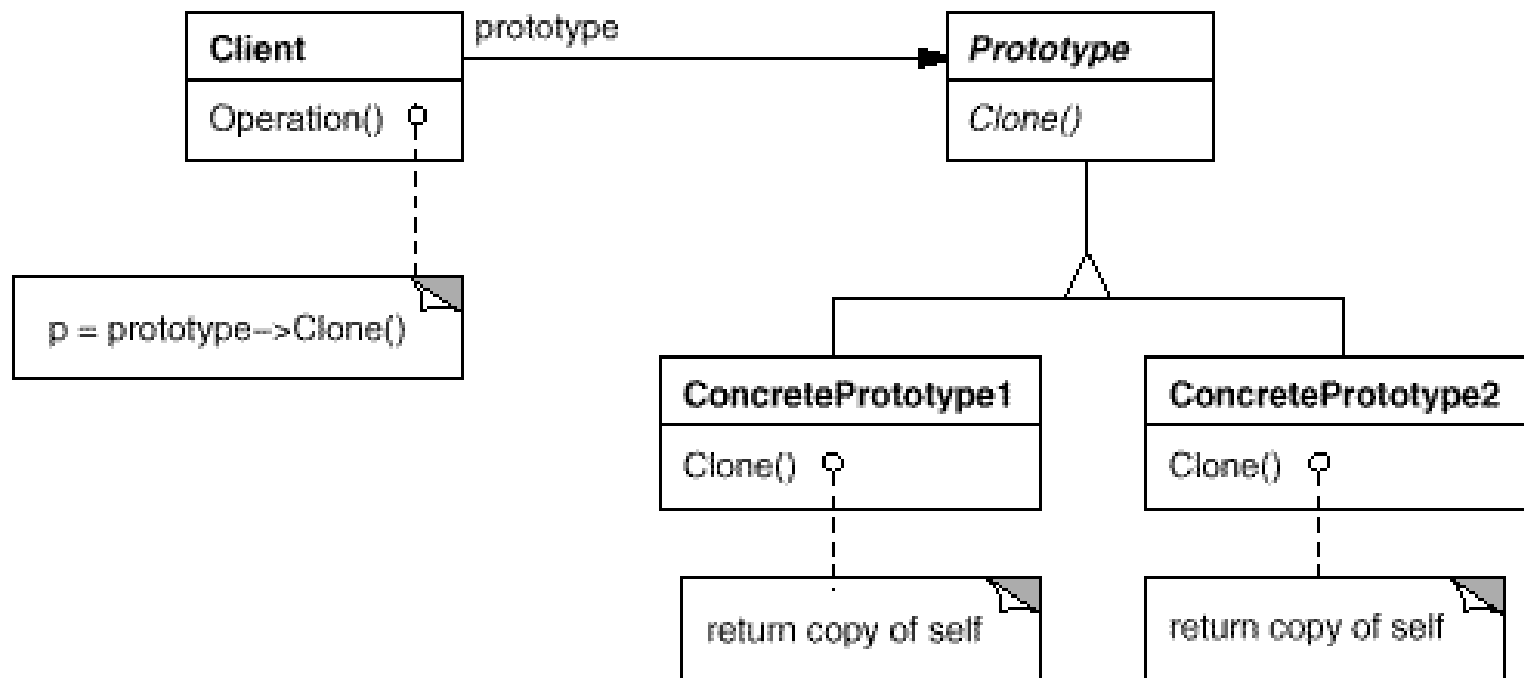 Client
prototype
Prototype
Operation()
Clone()
p = prototype–>Clone()
ConcretePrototype1
ConcretePrototype2
Clone()
Clone()
return copy of self
return copy of self